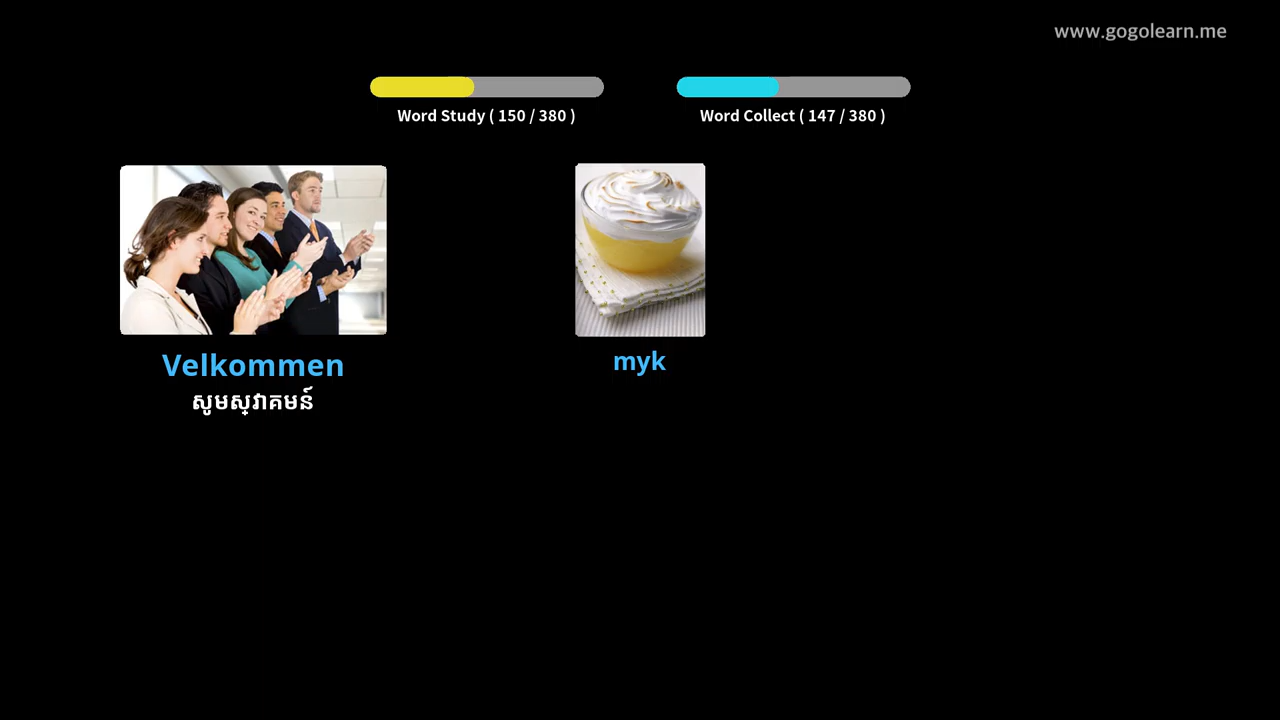 www.gogolearn.me
Word Study ( 150 / 380 )
Word Collect ( 147 / 380 )
Velkommen
សូមស្វាគមន៍
myk